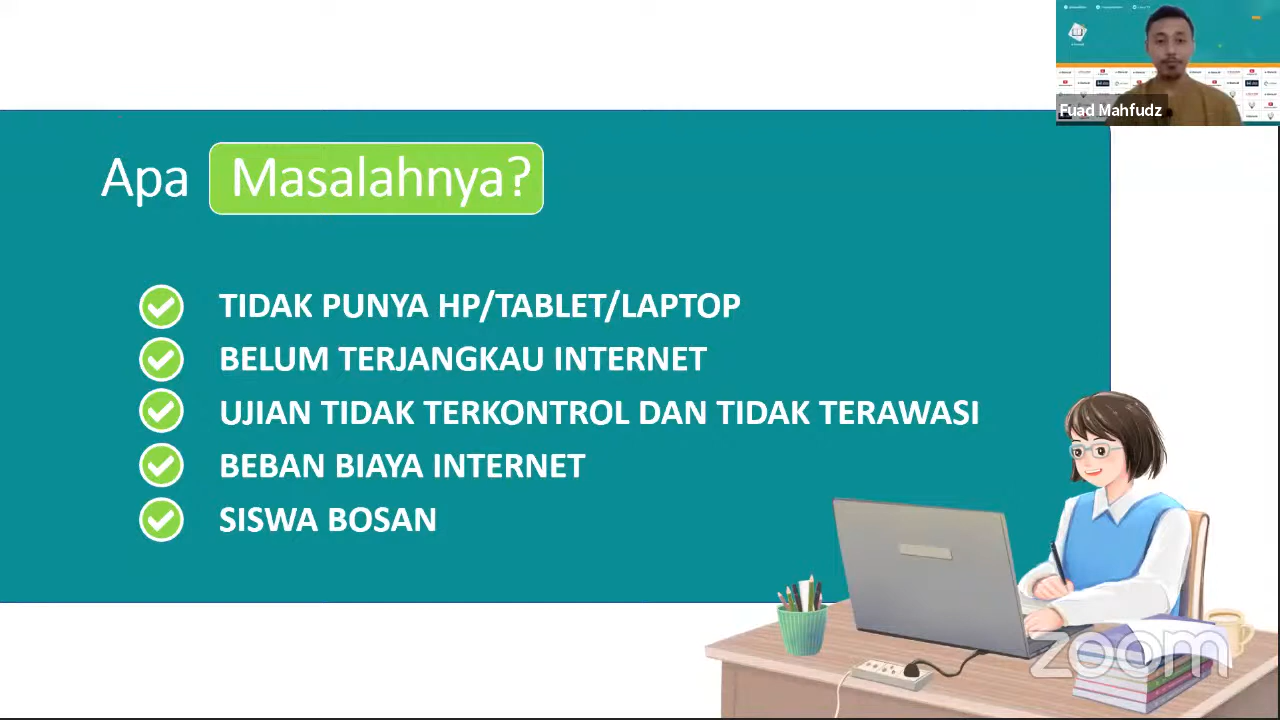 Fuad Mahfudz
Apa Masalahnya?
TIDAK PUNYA HP/TABLET/LAPTOP
BELUM TERJANGKAU INTERNET
UJIAN TIDAK TERKONTROL DAN TIDAK TERAWASI
BEBAN BIAYA INTERNET
SISWA BOSAN
zoom